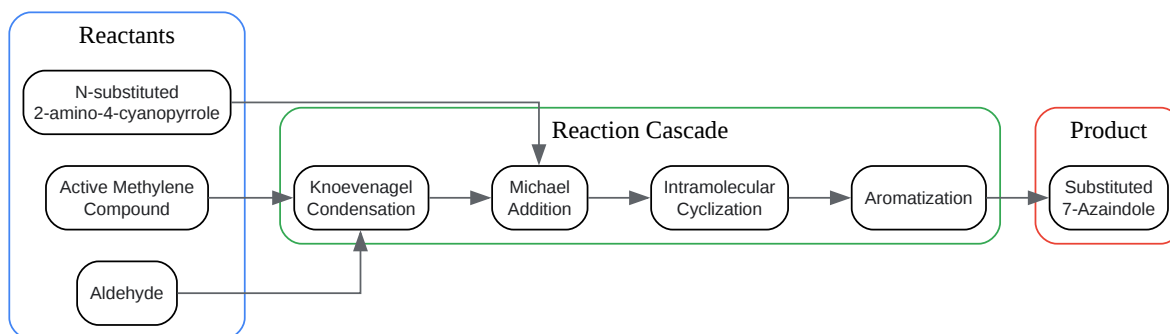 Reactants
N-substituted
2-amino-4-cyanopyrrole
Active Methylene
Compound
Aldehyde
Reaction Cascade
Knoevenagel
Condensation
Michael
Addition
Intramolecular
Cyclization
Aromatization
Product
Substituted
7-Azaindole